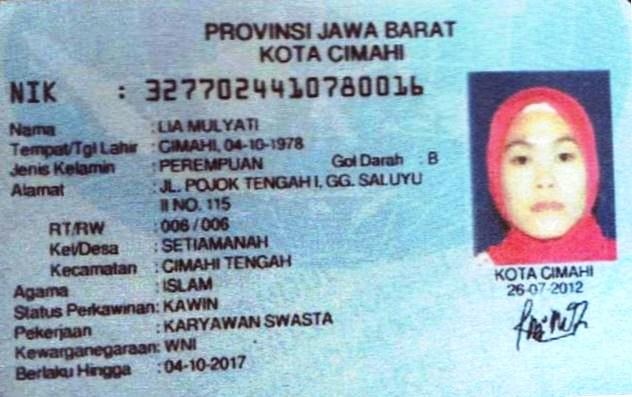 PROVINSI JAWA BARAT
KOTA CIMAHI
NIK : 3277024410780016
Nama : LIA MULYATI
Tempat/Tgl Lahir : CIMAHI, 04-10-1978
Jenis Kelamin : PEREMPUAN Gol Darah : B
Alamat : JL. POJOK TENGAH I, GG. SALUYU
II NO. 115
RT/RW : 006 / 006
Kel/Desa : SETIAMANAH
Kecamatan : CIMAHI TENGAH
Agama : ISLAM
Status Perkawinan: KAWIN
Pekerjaan : KARYAWAN SWASTA
Kewarganegaraan: WNI
Berlaku Hingga : 04-10-2017
KOTA CIMAHI
26-07-2012